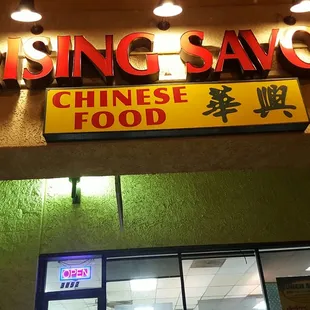 ISING SAVO
CHINESE FOOD 華興
OPEN